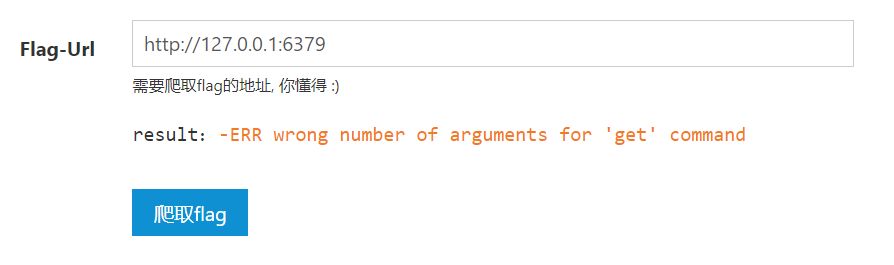 Flag-Url http://127.0.0.1:6379
需要爬取flag的地址, 你懂得 :)
result: -ERR wrong number of arguments for 'get' command
爬取flag